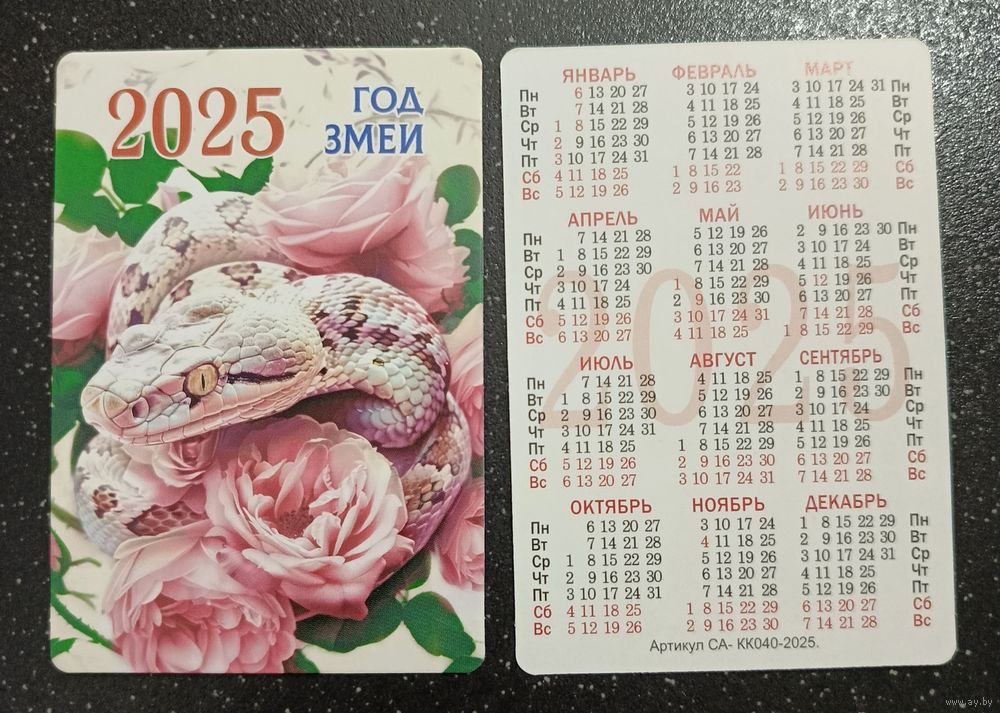 2025
ГОД
ЗМЕИ
ЯНВАРЬ ФЕВРАЛЬ МАРТ
Пн 6 13 20 27 3 10 17 24 3 10 17 24 31 Пн
Вт 7 14 21 28 4 11 18 25 4 11 18 25 Вт
Ср 1 8 15 22 29 5 12 19 26 5 12 19 26 Ср
Чт 2 9 16 23 30 6 13 20 27 6 13 20 27 Чт
Пт 3 10 17 24 31 7 14 21 28 7 14 21 28 Пт
Сб 4 11 18 25 1 8 15 22 1 8 15 22 29 Сб
Вс 5 12 19 26 2 9 16 23 2 9 16 23 30 Вс
АПРЕЛЬ МАЙ ИЮНЬ
Пн 7 14 21 28 5 12 19 26 2 9 16 23 30 Пн
Вт 1 8 15 22 29 6 13 20 27 3 10 17 24 Вт
Ср 2 9 16 23 30 7 14 21 28 4 11 18 25 Ср
Чт 3 10 17 24 1 8 15 22 29 5 12 19 26 Чт
Пт 4 11 18 25 2 9 16 23 30 6 13 20 27 Пт
Сб 5 12 19 26 3 10 17 24 31 7 14 21 28 Сб
Вс 6 13 20 27 4 11 18 25 1 8 15 22 29 Вс
2025
ИЮЛЬ АВГУСТ СЕНТЯБРЬ
Пн 7 14 21 28 4 11 18 25 1 8 15 22 29 Пн
Вт 1 8 15 22 29 5 12 19 26 2 9 16 23 30 Вт
Ср 2 9 16 23 30 6 13 20 27 3 10 17 24 Ср
Чт 3 10 17 24 31 7 14 21 28 4 11 18 25 Чт
Пт 4 11 18 25 1 8 15 22 29 5 12 19 26 Пт
Сб 5 12 19 26 2 9 16 23 30 6 13 20 27 Сб
Вс 6 13 20 27 3 10 17 24 31 7 14 21 28 Вс
ОКТЯБРЬ НОЯБРЬ ДЕКАБРЬ
Пн 6 13 20 27 3 10 17 24 1 8 15 22 29 Пн
Вт 7 14 21 28 4 11 18 25 2 9 16 23 30 Вт
Ср 1 8 15 22 29 5 12 19 26 3 10 17 24 31 Ср
Чт 2 9 16 23 30 6 13 20 27 4 11 18 25 Чт
Пт 3 10 17 24 31 7 14 21 28 5 12 19 26 Пт
Сб 4 11 18 25 1 8 15 22 29 6 13 20 27 Сб
Вс 5 12 19 26 2 9 16 23 30 7 14 21 28 Вс
Артикул СА- КК040-2025.
www.ay.by